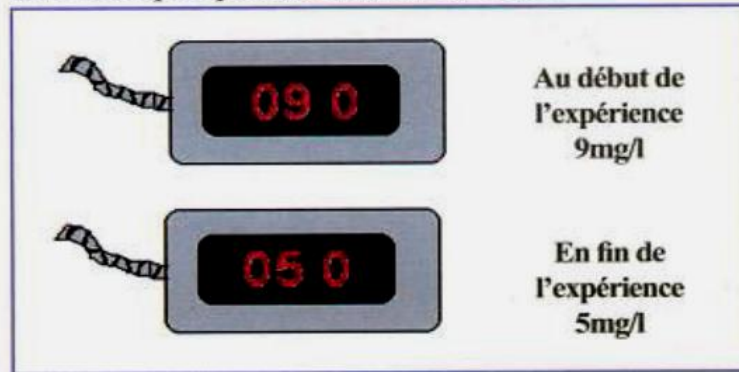 09 0
Au début de
l'expérience
9mg/l
05 0
En fin de
l'expérience
5mg/l